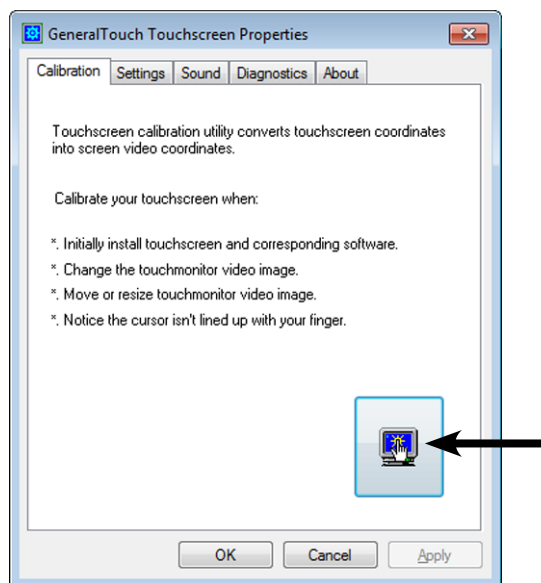 GeneralTouch Touchscreen Properties
Calibration Settings Sound Diagnostics About
Touchscreen calibration utility converts touchscreen coordinates
into screen video coordinates.
Calibrate your touchscreen when:
*. Initially install touchscreen and corresponding software.
*. Change the touchmonitor video image.
*. Move or resize touchmonitor video image.
*. Notice the cursor isn't lined up with your finger.
OK Cancel Apply